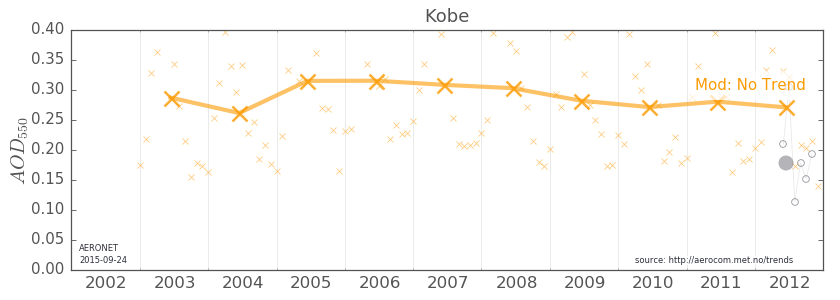 Kobe
0.40
0.35
0.30
0.25
0.20
0.15
0.10
0.05
0.00
AOD550
Mod: No Trend
AERONET
2015-09-24
source: http://aerocom.met.no/trends
2002 2003 2004 2005 2006 2007 2008 2009 2010 2011 2012